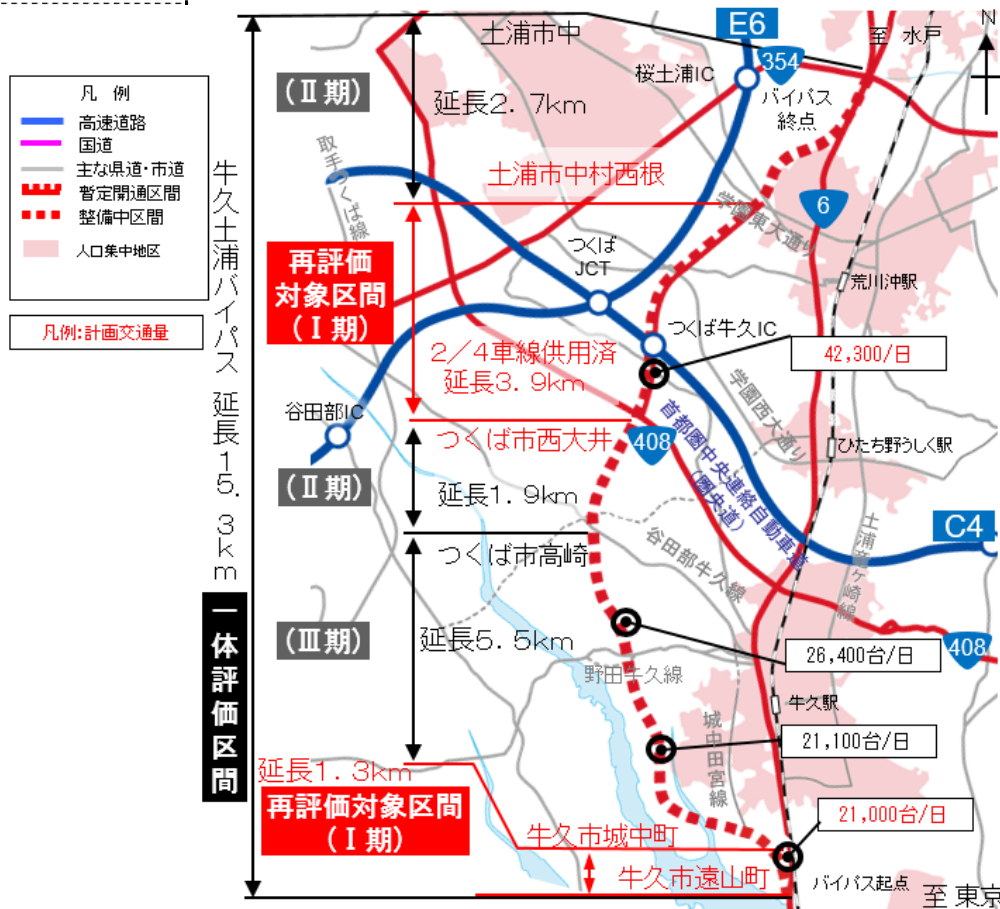 凡 例
高速道路
国道
主な県道・市道
暫定開通区間
整備中区間
人口集中地区
凡例:計画交通量
牛久土浦バイパス 延長15.3km
一体評価区間
土浦市中
(Ⅱ期)
延長2.7km
土浦市中村西根
再評価
対象区間
(Ⅰ期)
2/4車線供用済
延長3.9km
つくば市西大井
(Ⅱ期)
延長1.9km
つくば市高崎
(Ⅲ期)
延長5.5km
延長1.3km
再評価対象区間
(Ⅰ期)
牛久市城中町
牛久市遠山町
E6
354
至 水戸
N
桜土浦IC
バイパス
終点
取手つくば線
学園東大通り
6
つくば
JCT
荒川沖駅
つくば牛久IC
42,300/日
谷田部IC
学園西大通り
408
ひたち野うしく駅
首都圏中央連絡自動車道
(圏央道)
C4
谷田部牛久線
土浦竜ヶ崎線
26,400台/日
408
野田牛久線
牛久駅
城中田宮線
21,100台/日
21,000台/日
バイパス起点
至 東京